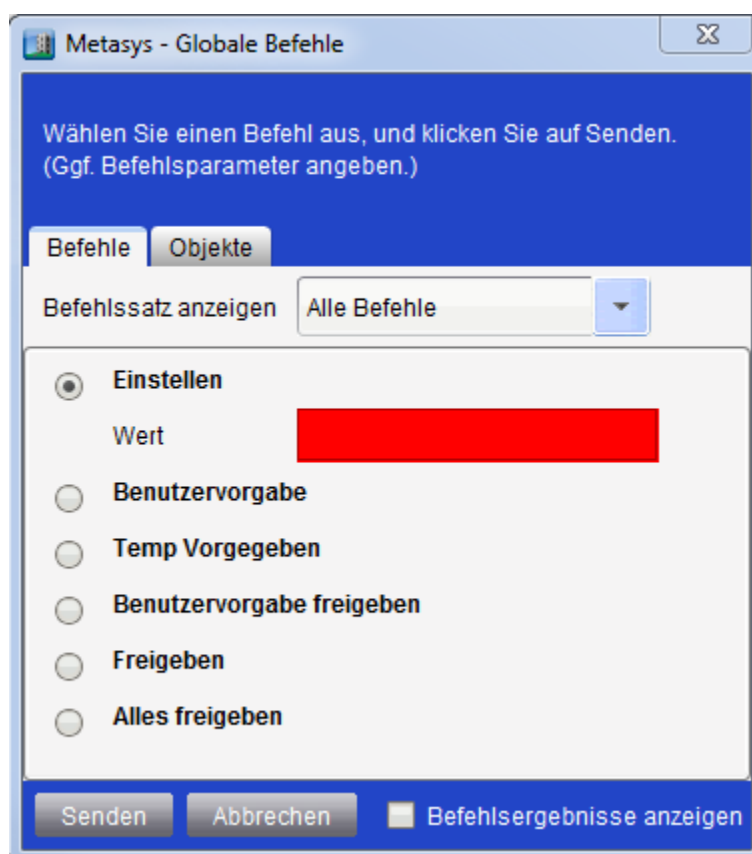 Metasys - Globale Befehle
Wählen Sie einen Befehl aus, und klicken Sie auf Senden.
(Ggf. Befehlsparameter angeben.)
Befehle Objekte
Befehlssatz anzeigen Alle Befehle
Einstellen
Wert
Benutzervorgabe
Temp Vorgegeben
Benutzervorgabe freigeben
Freigeben
Alles freigeben
Senden Abbrechen Befehlsergebnisse anzeigen